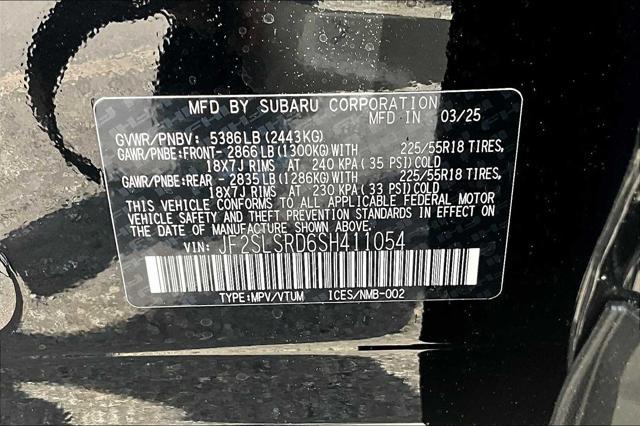 MFD BY SUBARU CORPORATION
MFD IN 03/25
GVWR/PNBV: 5386LB(2443KG)
GAWR/PNBE:FRONT-2866LB(1300KG)WITH 225/55R18 TIRES,
18X7J RIMS AT 240 KPA(35 PSI)COLD
GAWR/PNBE:REAR -2835LB(1286KG)WITH 225/55R18 TIRES,
18X7J RIMS AT 230 KPA(33 PSI)COLD
THIS VEHICLE CONFORMS TO ALL APPLICABLE FEDERAL MOTOR
VEHICLE SAFETY AND THEFT PREVENTION STANDARDS IN EFFECT ON
THE DATE OF MANUFACTURE SHOWN ABOVE.
VIN: JF2SLSRD6SH411054
TYPE:MPV/VTUM ICES/NMB-002